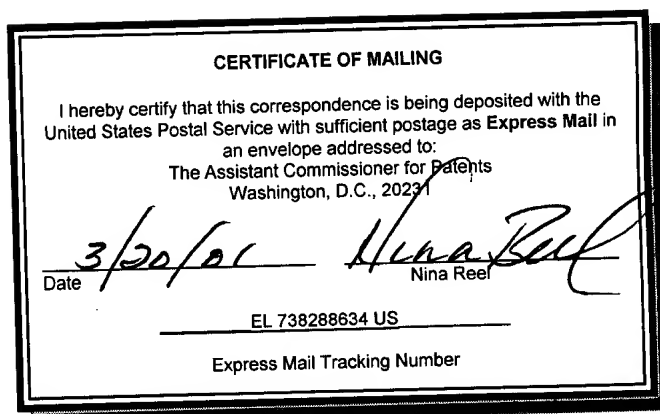 CERTIFICATE OF MAILING
I hereby certify that this correspondence is being deposited with the
United States Postal Service with sufficient postage as Express Mail in
an envelope addressed to:
The Assistant Commissioner for Patents
Washington, D.C., 20231
3/20/01 Nina Reel
Date Nina Reel
EL 738288634 US
Express Mail Tracking Number